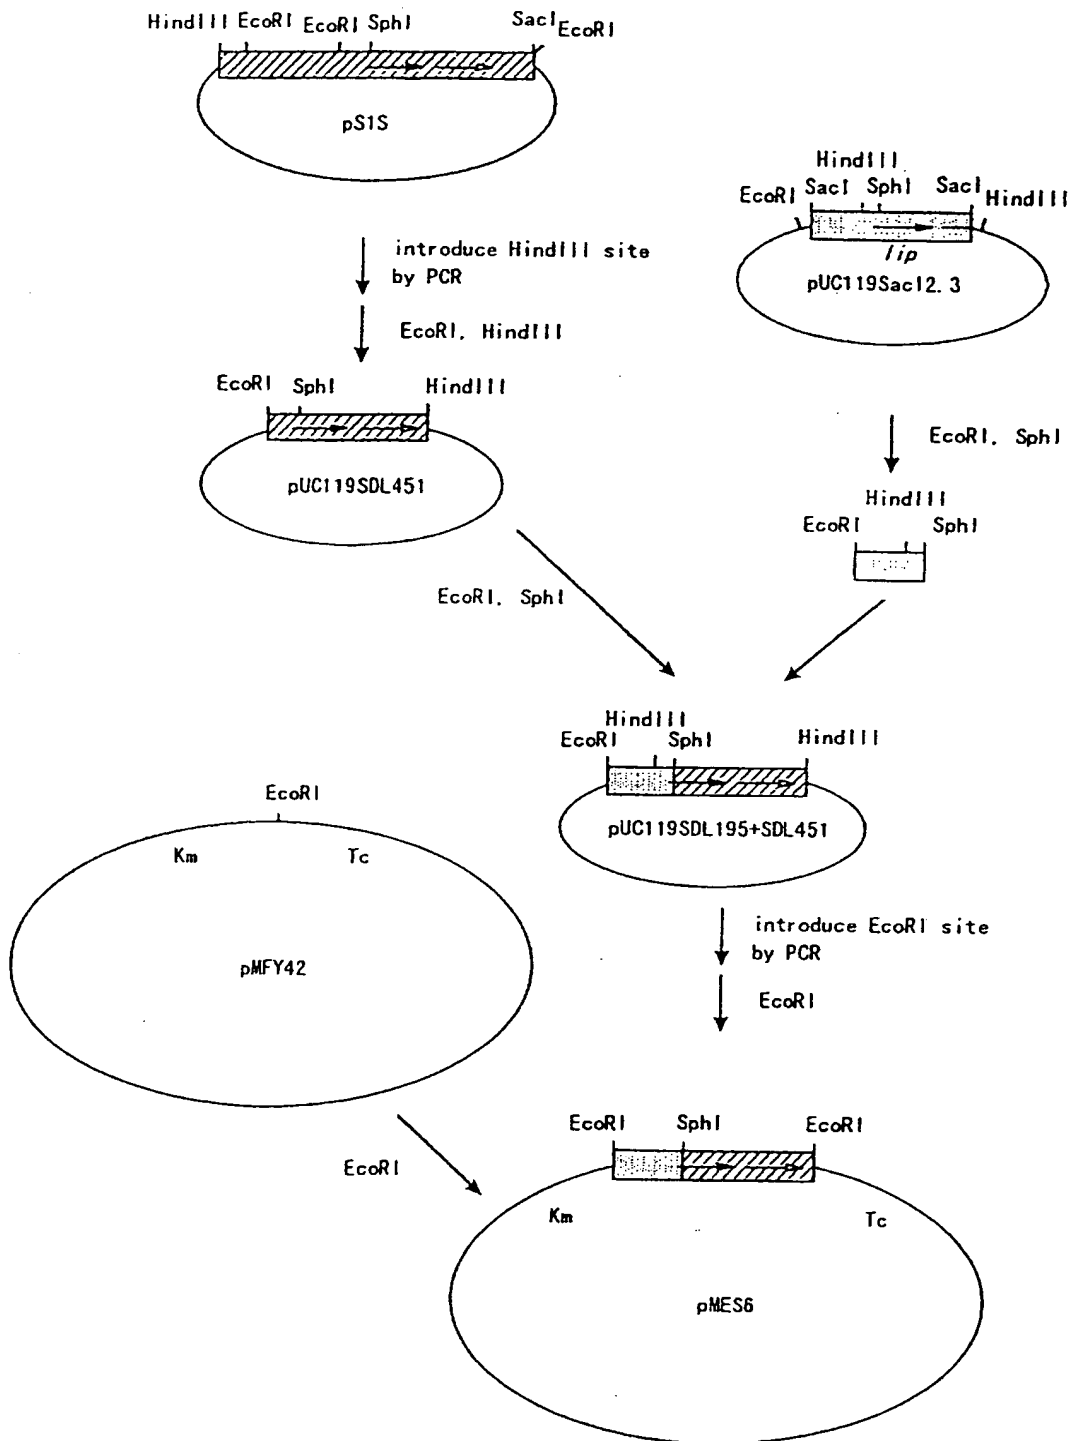 HindIII EcoRI EcoRI SphI SacI EcoRI
pS1S
introduce HindIII site
by PCR
EcoRI, HindIII
EcoRI SphI HindIII
pUC119SDL451
EcoRI, SphI
HindIII
EcoRI SacI SphI SacI HindIII
lip
pUC119SacI2.3
EcoRI, SphI
HindIII
EcoRI SphI
HindIII
EcoRI SphI HindIII
pUC119SDL195+SDL451
introduce EcoRI site
by PCR
EcoRI
EcoRI
Km Tc
pMFY42
EcoRI
EcoRI SphI EcoRI
Km Tc
pMES6